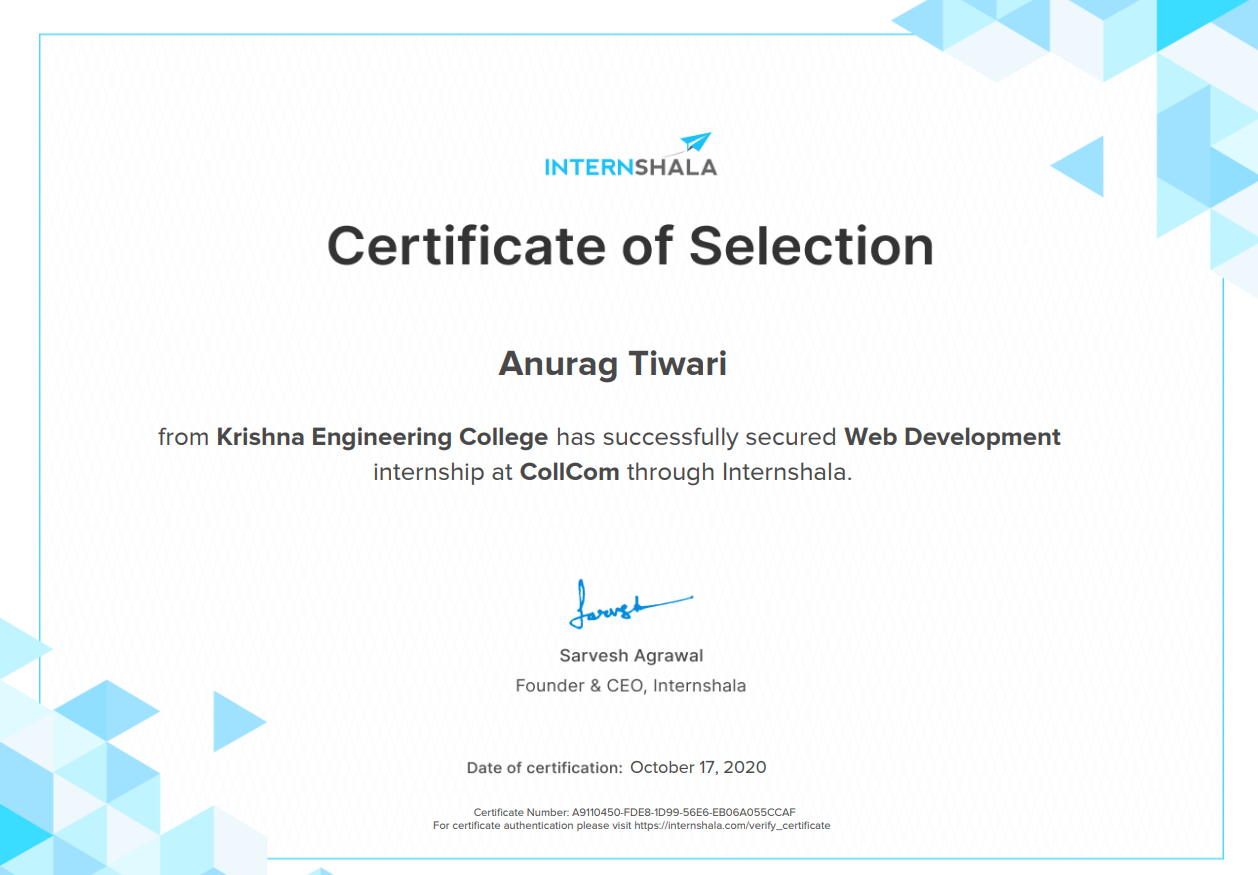 INTERNSHALA
Certificate of Selection
Anurag Tiwari
from Krishna Engineering College has successfully secured Web Development
internship at CollCom through Internshala.
Sarvesh
Sarvesh Agrawal
Founder & CEO, Internshala
Date of certification: October 17, 2020
Certificate Number: A9110450-FDE8-1D99-56E6-EB06A055CCAF
For certificate authentication please visit https://internshala.com/verify_certificate